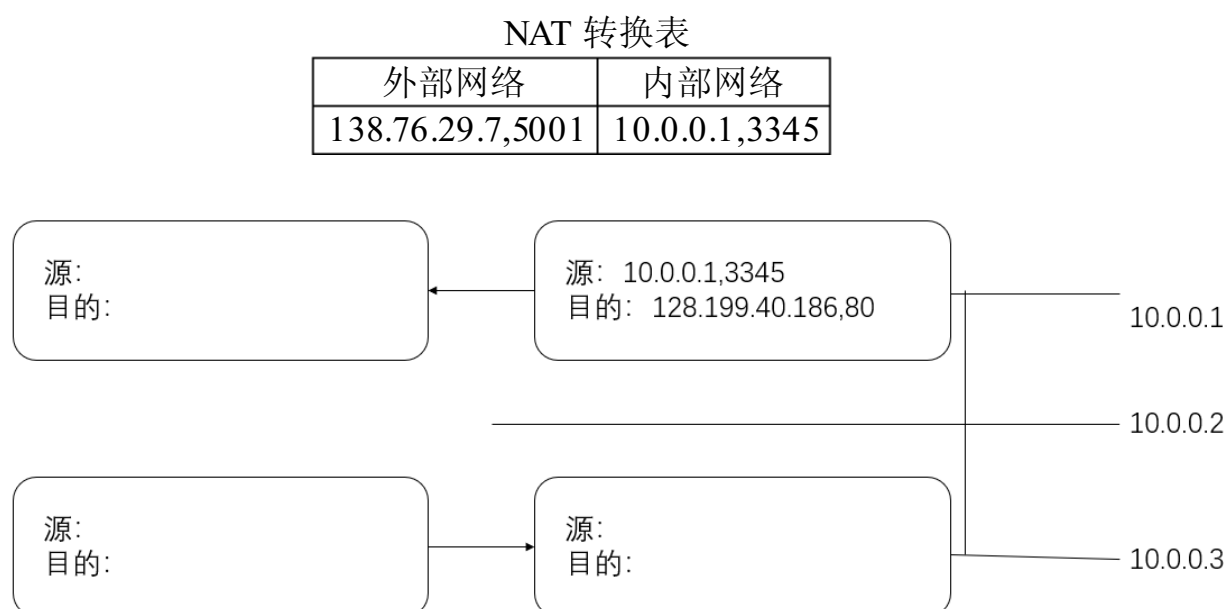 NAT 转换表
外部网络 内部网络
138.76.29.7,5001 10.0.0.1,3345
源：
目的：
源：10.0.0.1,3345
目的：128.199.40.186,80
10.0.0.1
10.0.0.2
源：
目的：
源：
目的：
10.0.0.3